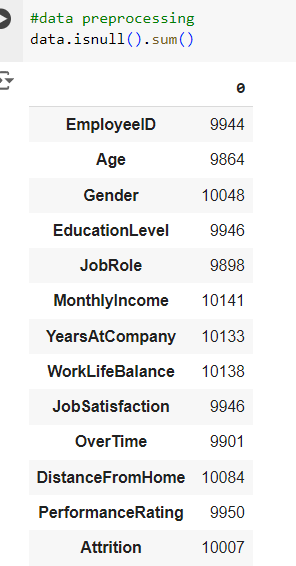 #data preprocessing
data.isnull().sum()
0
EmployeeID 9944
Age 9864
Gender 10048
EducationLevel 9946
JobRole 9898
MonthlyIncome 10141
YearsAtCompany 10133
WorkLifeBalance 10138
JobSatisfaction 9946
OverTime 9901
DistanceFromHome 10084
PerformanceRating 9950
Attrition 10007